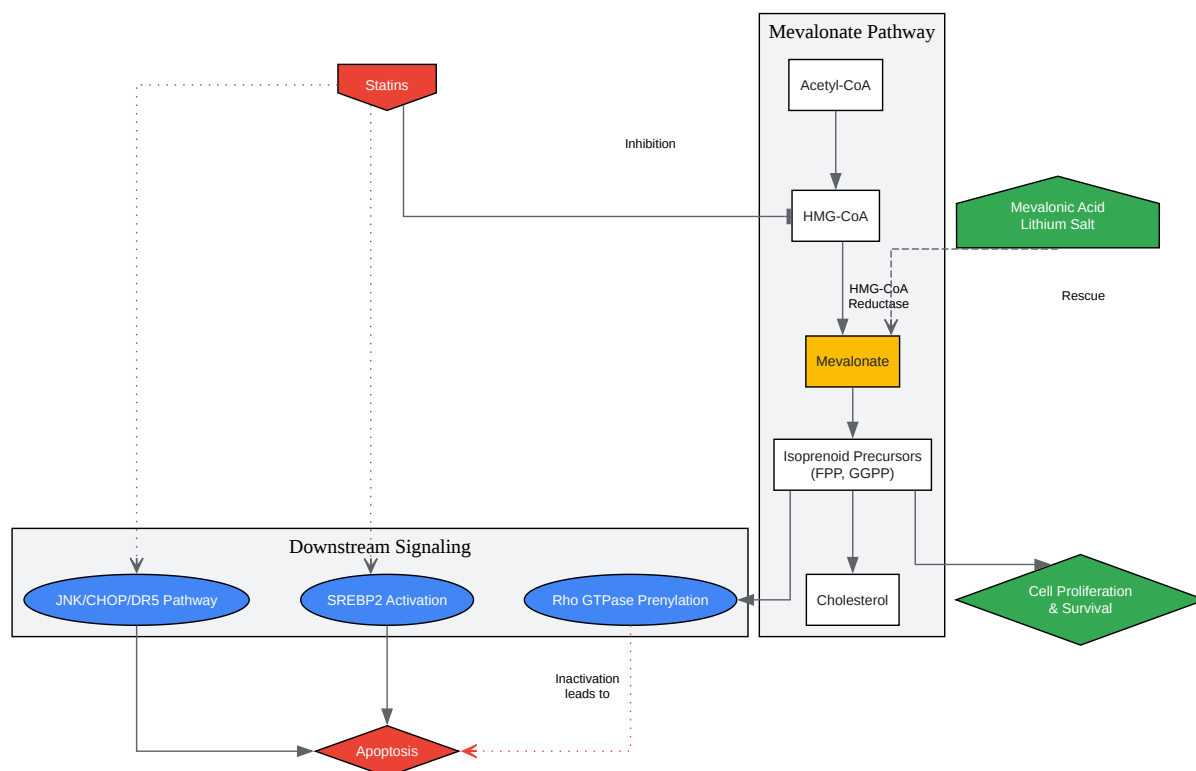 Mevalonate Pathway
Statins
Acetyl-CoA
Inhibition
HMG-CoA
Mevalonic Acid
Lithium Salt
HMG-CoA
Reductase
Rescue
Mevalonate
Isoprenoid Precursors
(FPP, GGPP)
Downstream Signaling
JNK/CHOP/DR5 Pathway
SREBP2 Activation
Rho GTPase Prenylation
Cholesterol
Cell Proliferation
& Survival
Inactivation
leads to
Apoptosis